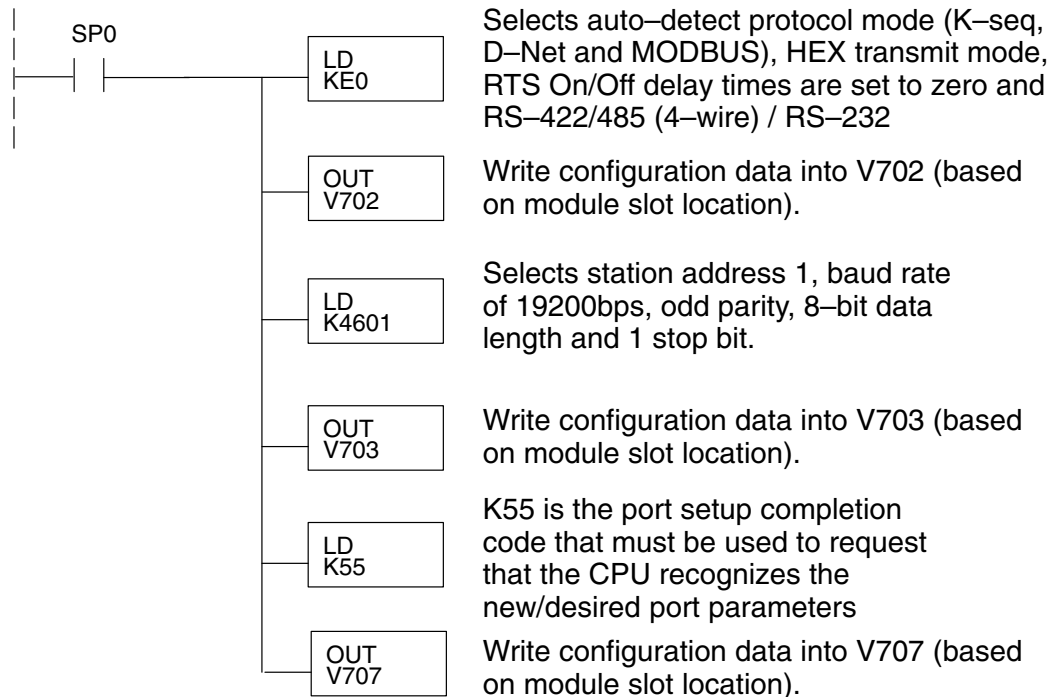 SP0
LD
KE0
Selects auto–detect protocol mode (K–seq,
D–Net and MODBUS), HEX transmit mode,
RTS On/Off delay times are set to zero and
RS–422/485 (4–wire) / RS–232
OUT
V702
Write configuration data into V702 (based
on module slot location).
LD
K4601
Selects station address 1, baud rate
of 19200bps, odd parity, 8–bit data
length and 1 stop bit.
OUT
V703
Write configuration data into V703 (based
on module slot location).
LD
K55
K55 is the port setup completion
code that must be used to request
that the CPU recognizes the
new/desired port parameters
OUT
V707
Write configuration data into V707 (based
on module slot location).